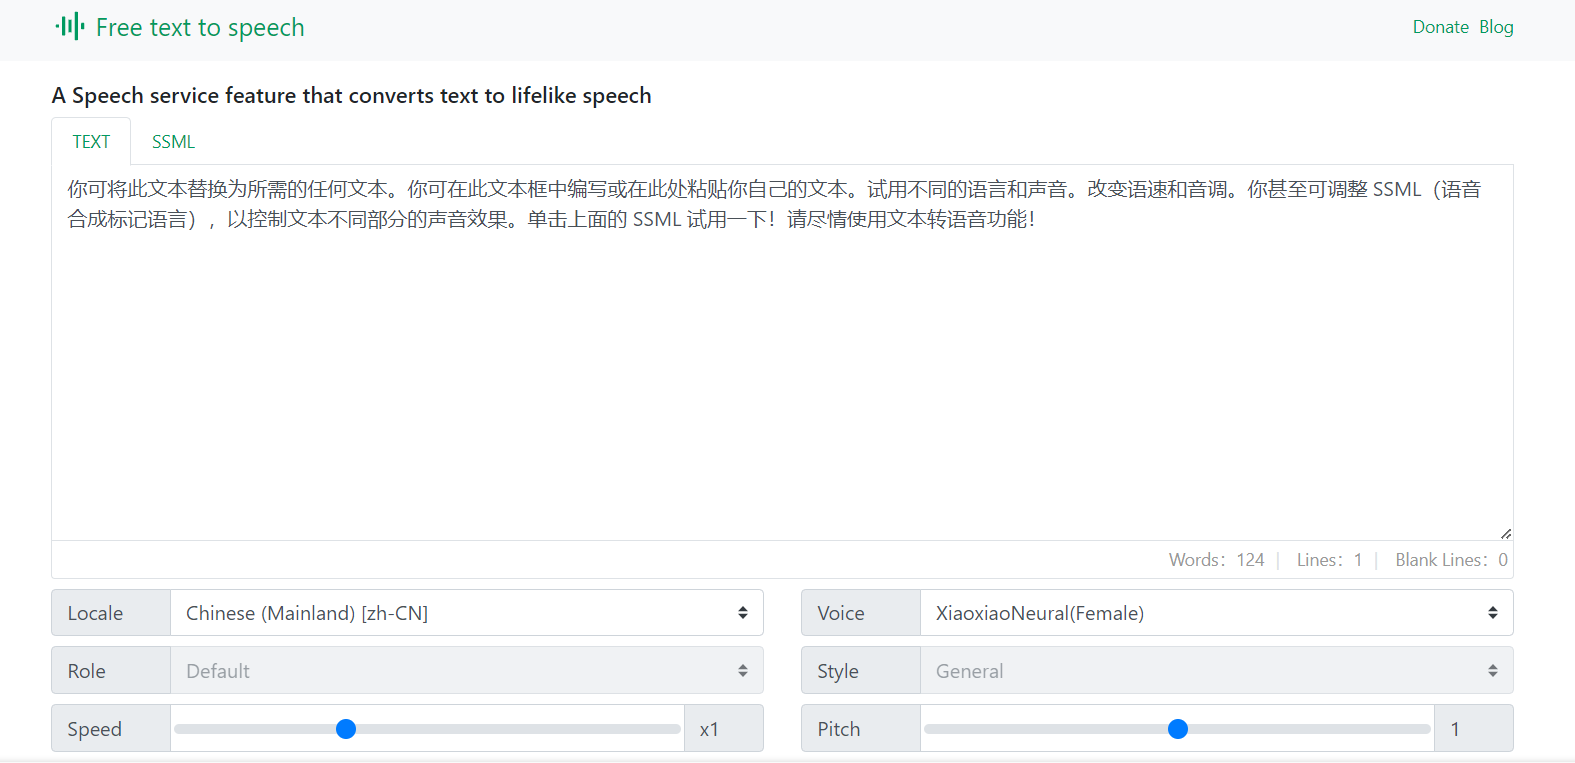 Free text to speech
Donate Blog
A Speech service feature that converts text to lifelike speech
TEXT SSML
你可将此文本替换为所需的任何文本。你可在此文本框中编写或在此处粘贴你自己的文本。试用不同的语言和声音。改变语速和音调。你甚至可调整 SSML（语音
合成标记语言），以控制文本不同部分的声音效果。单击上面的 SSML 试用一下！请尽情使用文本转语音功能！
Words：124 | Lines：1 | Blank Lines：0
Locale Chinese (Mainland) [zh-CN]
Voice XiaoxiaoNeural(Female)
Role Default
Style General
Speed x1
Pitch 1